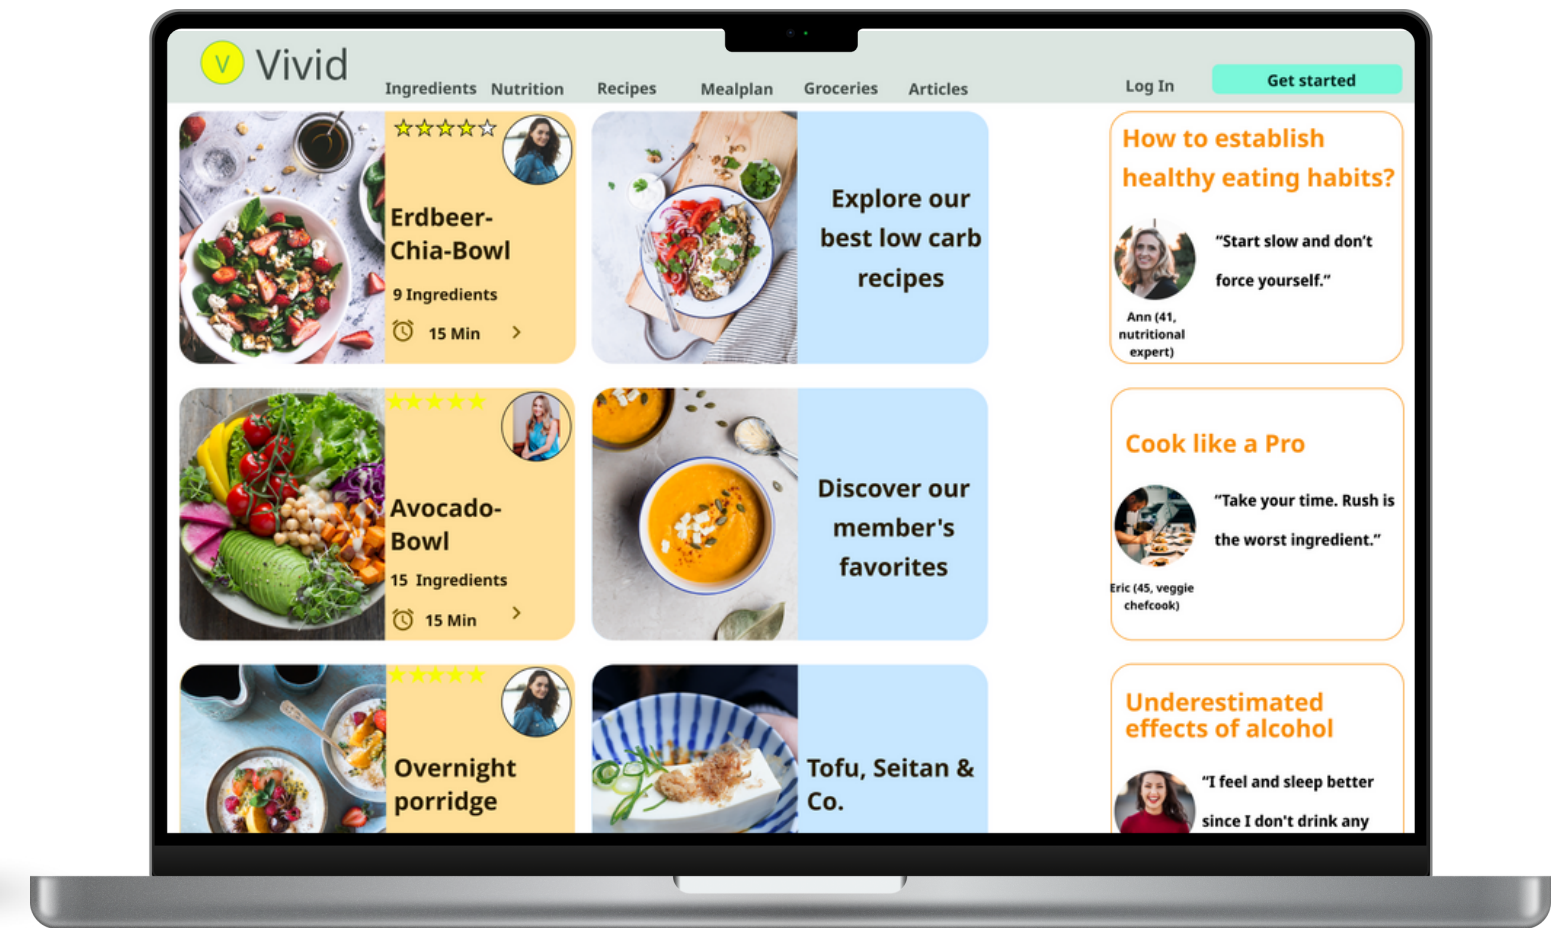 V Vivid
Ingredients Nutrition Recipes Mealplan Groceries Articles
Log In
Get started
Erdbeer-
Chia-Bowl
9 Ingredients
15 Min
Explore our
best low carb
recipes
How to establish
healthy eating habits?
“Start slow and don’t
force yourself.”
Ann (41,
nutritional
expert)
Avocado-
Bowl
15 Ingredients
15 Min
Discover our
member's
favorites
Cook like a Pro
“Take your time. Rush is
the worst ingredient.”
Eric (45, veggie
chefcook)
Overnight
porridge
Tofu, Seitan &
Co.
Underestimated
effects of alcohol
“I feel and sleep better
since I don't drink any